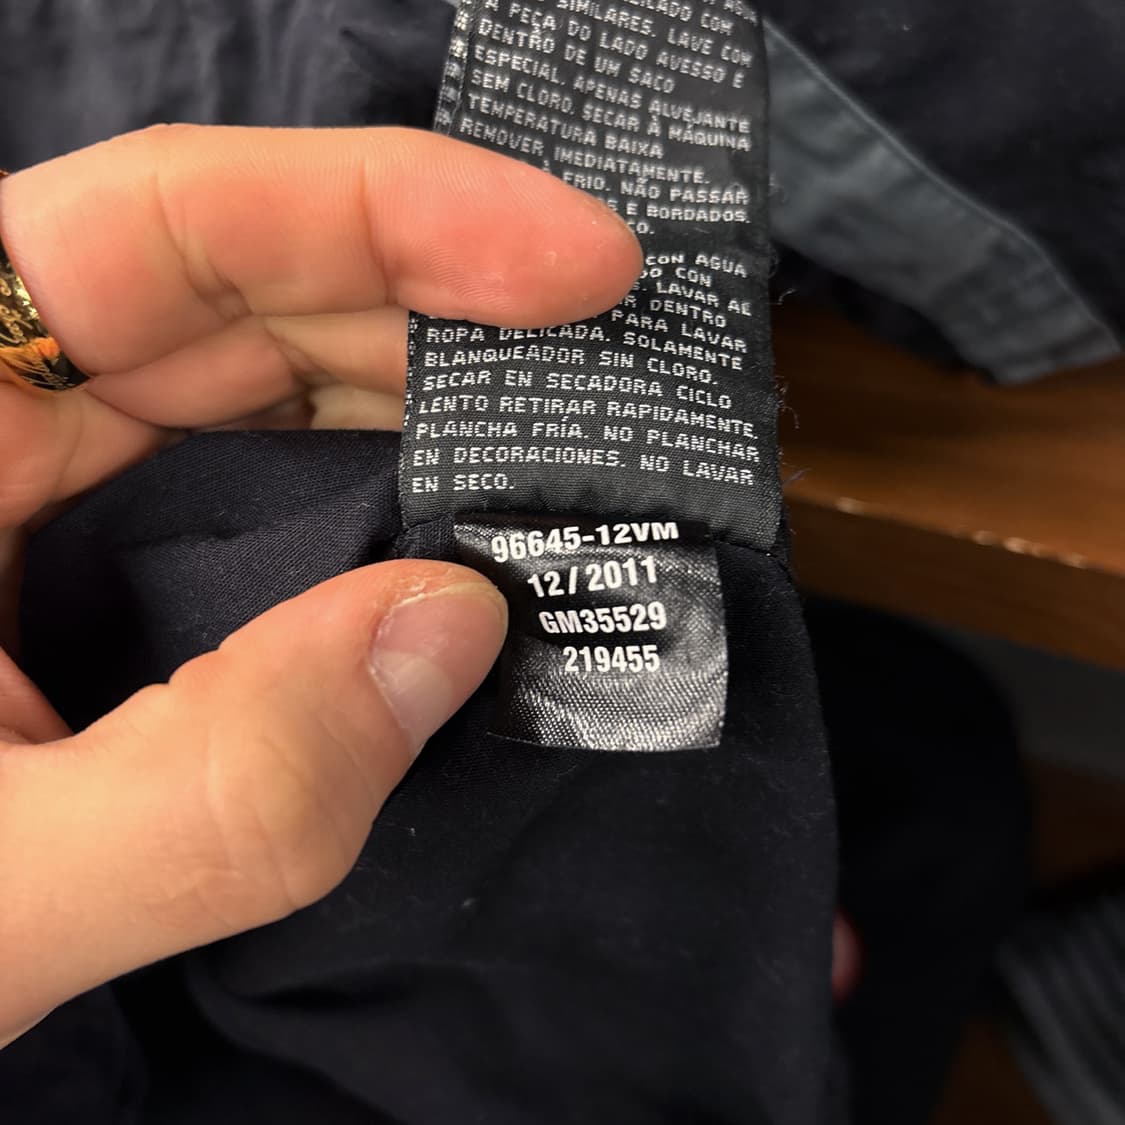 SIMILARES. LAVE COM
A PEÇA DO LADO AVESSO E
DENTRO DE UM SACO
ESPECIAL. APENAS ALVEJANTE
SEM CLORO. SECAR À MÁQUINA
TEMPERATURA BAIXA
REMOVER IMEDIATAMENTE.
FRIO. NÃO PASSAR
E BORDADOS.
CON AGUA
CON
LAVAR AL
DENTRO
PARA LAVAR
ROPA DELICADA. SOLAMENTE
BLANQUEADOR SIN CLORO.
SECAR EN SECADORA CICLO
LENTO RETIRAR RAPIDAMENTE.
PLANCHA FRÍA. NO PLANCHAR
EN DECORACIONES. NO LAVAR
EN SECO.
96645-12VM
12/2011
GM35529
219455